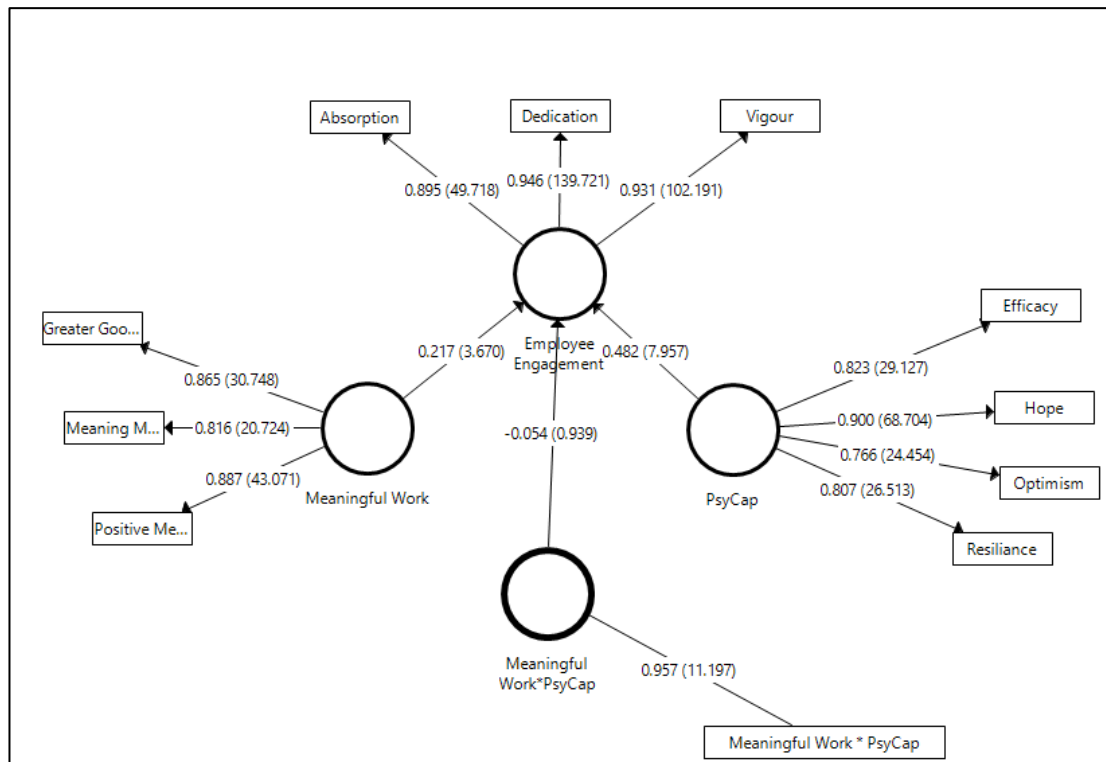 Absorption
Dedication
Vigour
0.895 (49.718)
0.946 (139.721)
0.931 (102.191)
Greater Goo...
Meaning M...
Positive Me...
0.865 (30.748)
0.816 (20.724)
0.887 (43.071)
Meaningful Work
0.217 (3.670)
Employee
Engagement
0.482 (7.957)
-0.054 (0.939)
PsyCap
0.823 (29.127)
0.900 (68.704)
0.766 (24.454)
0.807 (26.513)
Efficacy
Hope
Optimism
Resiliance
Meaningful
Work*PsyCap
0.957 (11.197)
Meaningful Work * PsyCap